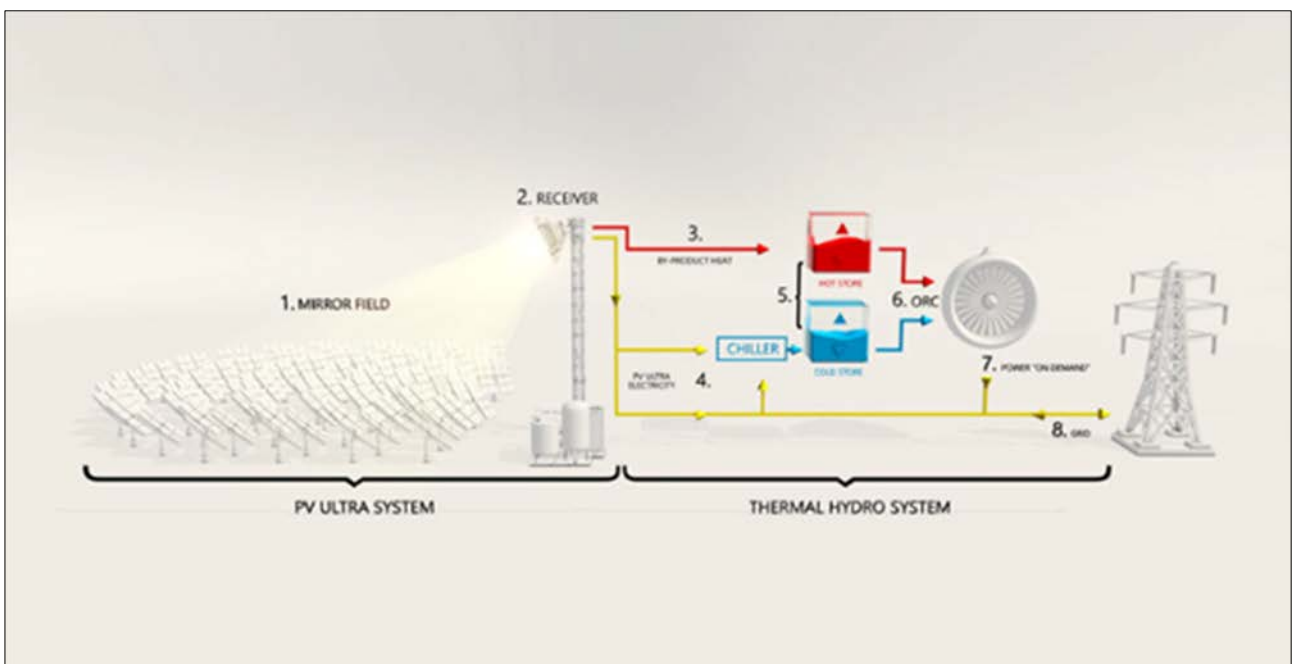 2. RECEIVER
3.
BY-PRODUCT HEAT
HOT STORE
1. MIRROR FIELD
5.
6. ORC
CHILLER
COLD STORE
PV ULTRA
ELECTRICITY
4.
7. POWER "ON DEMAND"
8. GRID
PV ULTRA SYSTEM
THERMAL HYDRO SYSTEM